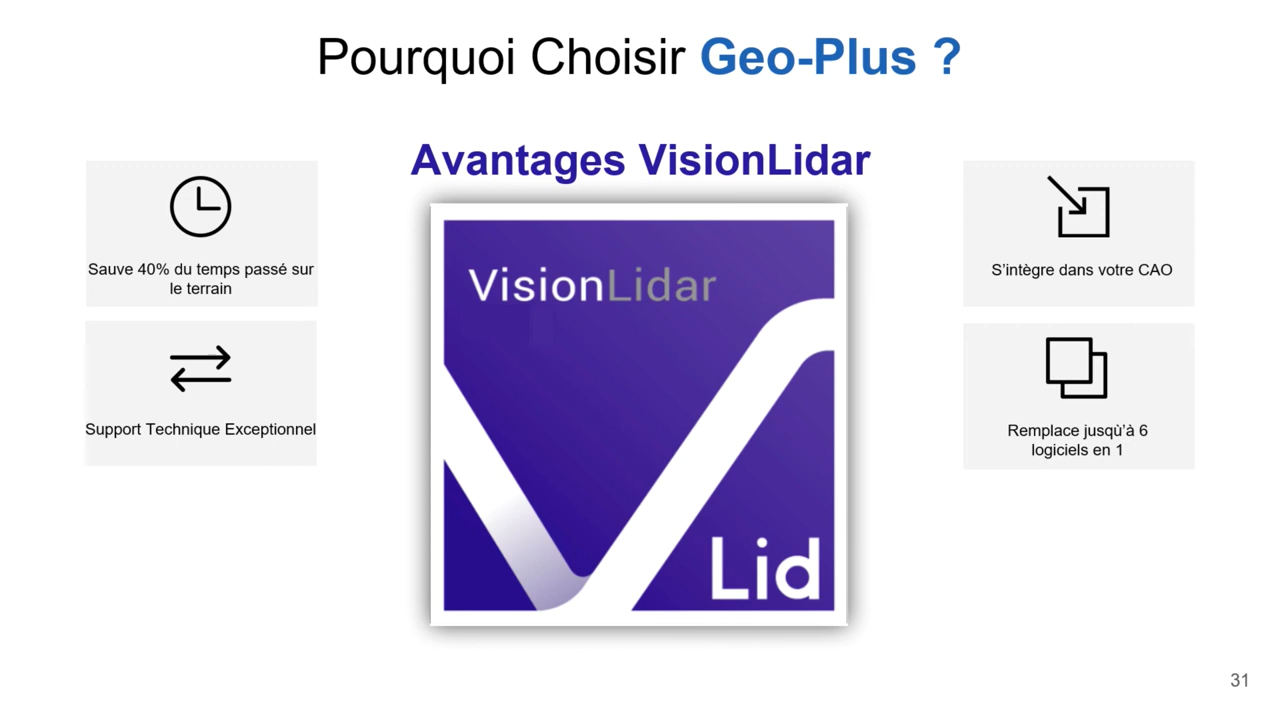 Pourquoi Choisir Geo-Plus ?
Avantages VisionLidar
Sauve 40% du temps passé sur
le terrain
Support Technique Exceptionnel
VisionLidar
Lid
S'intègre dans votre CAO
Remplace jusqù'à 6
logiciels en 1
31